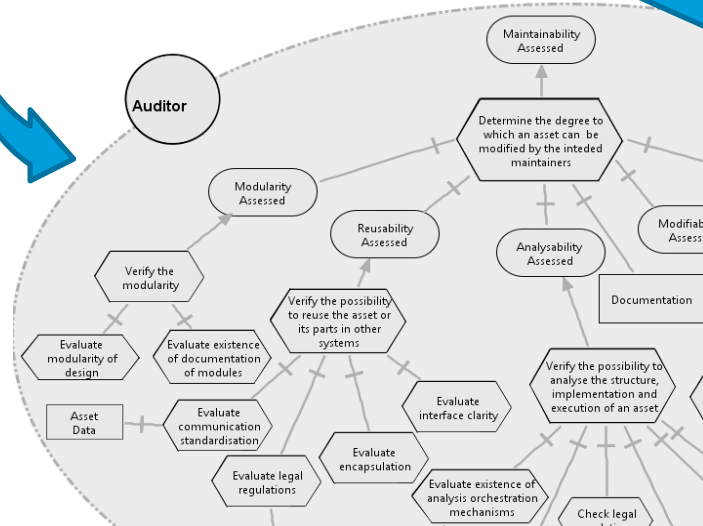 Maintainability
Assessed
Auditor
Determine the degree to
which an asset can be
modified by the inteded
maintainers
Modularity
Assessed
Reusability
Assessed
Analysability
Assessed
Modifiab
Assess
Verify the
modularity
Documentation
Verify the possibility
to reuse the asset or
its parts in other
systems
Evaluate
modularity of
design
Evaluate existence
of documentation
of modules
Verify the possibility to
analyse the structure,
implementation and
execution of an asset
Asset
Data
Evaluate
communication
standardisation
Evaluate
interface clarity
Evaluate legal
regulations
Evaluate
encapsulation
Evaluate existence of
analysis orchestration
mechanisms
Check legal